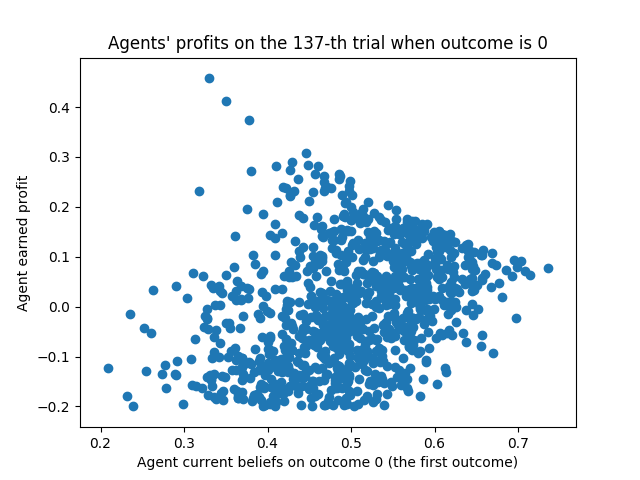 Agents' profits on the 137-th trial when outcome is 0
0.4
0.3
0.2
0.1
0.0
−0.1
−0.2
Agent earned profit
0.2 0.3 0.4 0.5 0.6 0.7
Agent current beliefs on outcome 0 (the first outcome)